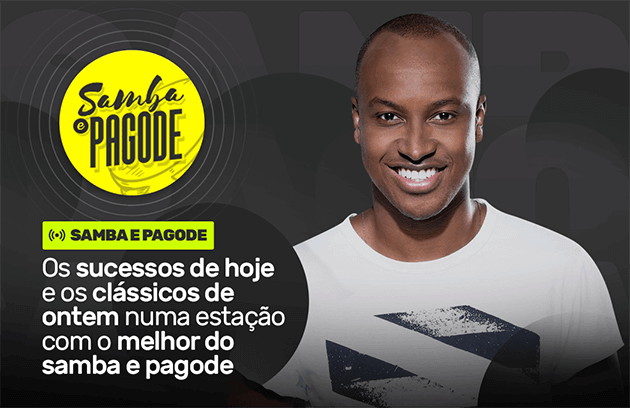 Samba
e
PAGODE
SAMBA E PAGODE
Os sucessos de hoje
e os clássicos de
ontem numa estação
com o melhor do
samba e pagode